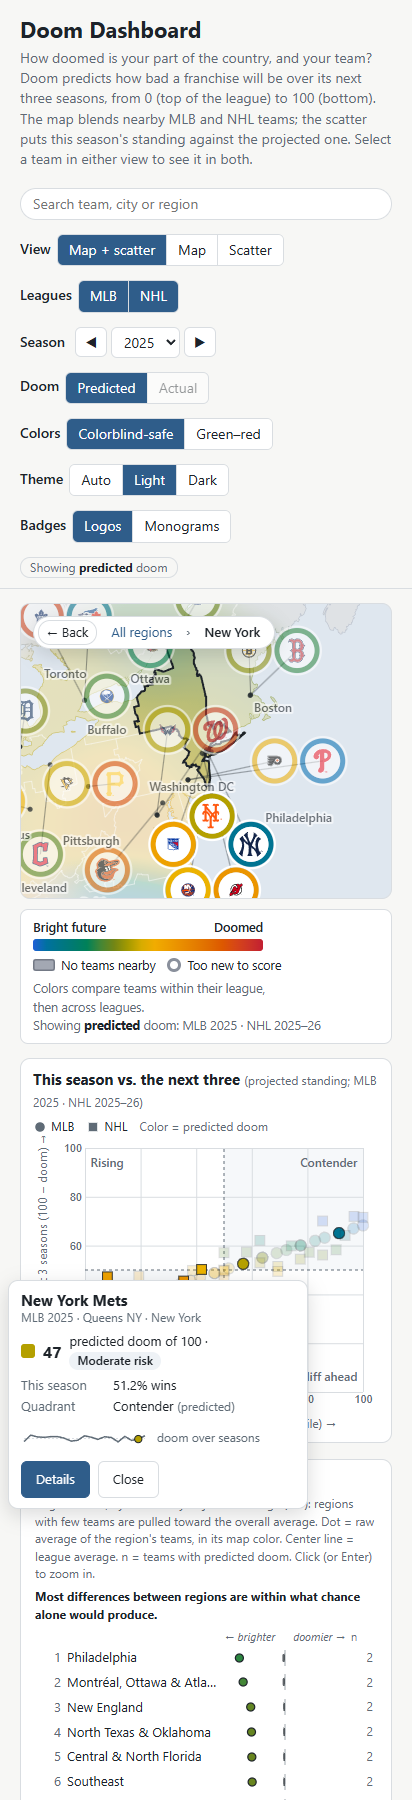 Doom Dashboard
How doomed is your part of the country, and your team?
Doom predicts how bad a franchise will be over its next
three seasons, from 0 (top of the league) to 100 (bottom).
The map blends nearby MLB and NHL teams; the scatter
puts this season's standing against the projected one. Select
a team in either view to see it in both.
Search team, city or region
View Map + scatter Map Scatter
Leagues MLB NHL
Season ◀ 2025 ▶
Doom Predicted Actual
Colors Colorblind-safe Green–red
Theme Auto Light Dark
Badges Logos Monograms
Showing predicted doom
← Back All regions › New York
Toronto
Ottawa
Boston
Buffalo
Washington DC
Philadelphia
Pittsburgh
leveland
Bright future Doomed
No teams nearby Too new to score
Colors compare teams within their league,
then across leagues.
Showing predicted doom: MLB 2025 · NHL 2025–26
This season vs. the next three (projected standing; MLB
2025 · NHL 2025–26)
MLB NHL Color = predicted doom
3 seasons (100 − doom) →
100
Rising Contender
80
60
New York Mets
MLB 2025 · Queens NY · New York
47 predicted doom of 100 ·
Moderate risk
This season 51.2% wins
Quadrant Contender (predicted)
doom over seasons
Details Close
liff ahead
0 100
ile) →
: regions
with few teams are pulled toward the overall average. Dot = raw
average of the region's teams, in its map color. Center line =
league average. n = teams with predicted doom. Click (or Enter)
to zoom in.
Most differences between regions are within what chance
alone would produce.
← brighter doomier → n
1 Philadelphia 2
2 Montréal, Ottawa & Atla... 2
3 New England 2
4 North Texas & Oklahoma 2
5 Central & North Florida 2
6 Southeast 2